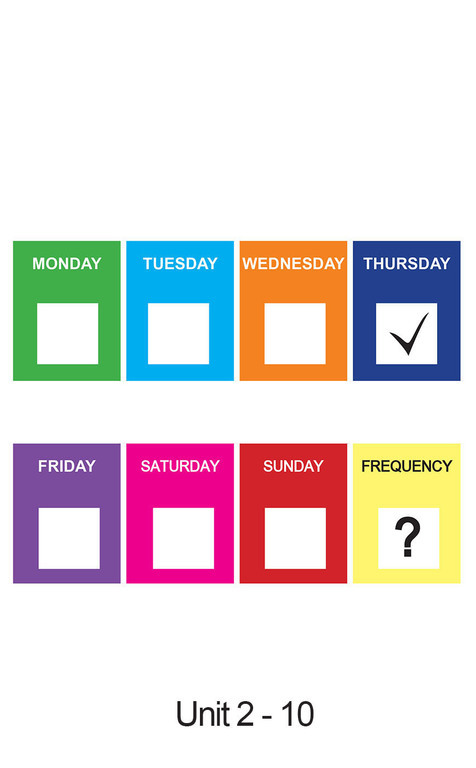 MONDAY TUESDAY WEDNESDAY THURSDAY
FRIDAY SATURDAY SUNDAY FREQUENCY
?
Unit 2 - 10